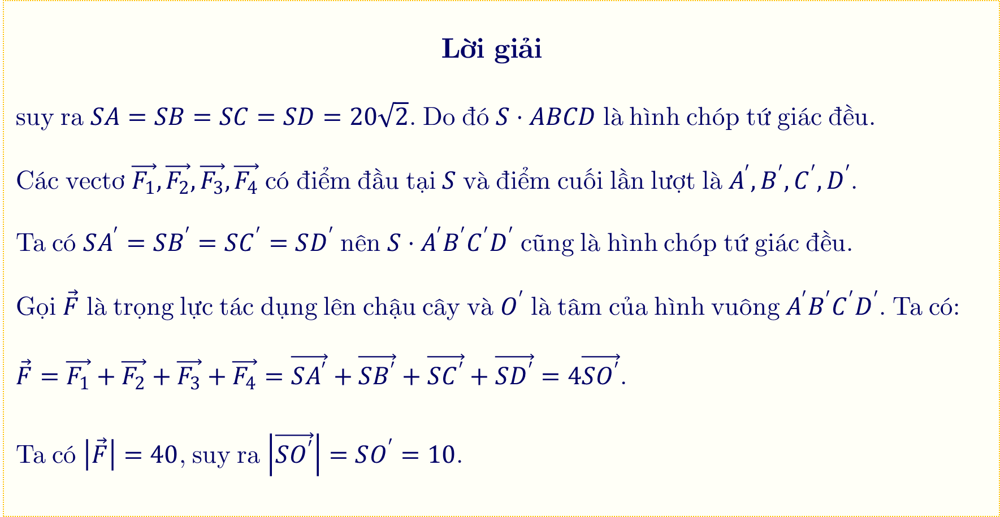 Lời giải
suy ra $SA = SB = SC = SD = 20\sqrt{2}$. Do đó $S \cdot ABCD$ là hình chóp tứ giác đều.
Các vectơ $\overrightarrow{F_1}, \overrightarrow{F_2}, \overrightarrow{F_3}, \overrightarrow{F_4}$ có điểm đầu tại $S$ và điểm cuối lần lượt là $A', B', C', D'$.
Ta có $SA' = SB' = SC' = SD'$ nên $S \cdot A'B'C'D'$ cũng là hình chóp tứ giác đều.
Gọi $\vec{F}$ là trọng lực tác dụng lên chậu cây và $O'$ là tâm của hình vuông $A'B'C'D'$. Ta có:
$\vec{F} = \overrightarrow{F_1} + \overrightarrow{F_2} + \overrightarrow{F_3} + \overrightarrow{F_4} = \overrightarrow{SA'} + \overrightarrow{SB'} + \overrightarrow{SC'} + \overrightarrow{SD'} = 4\overrightarrow{SO'}$.
Ta có $|\vec{F}| = 40$, suy ra $|\overrightarrow{SO'}| = SO' = 10$.